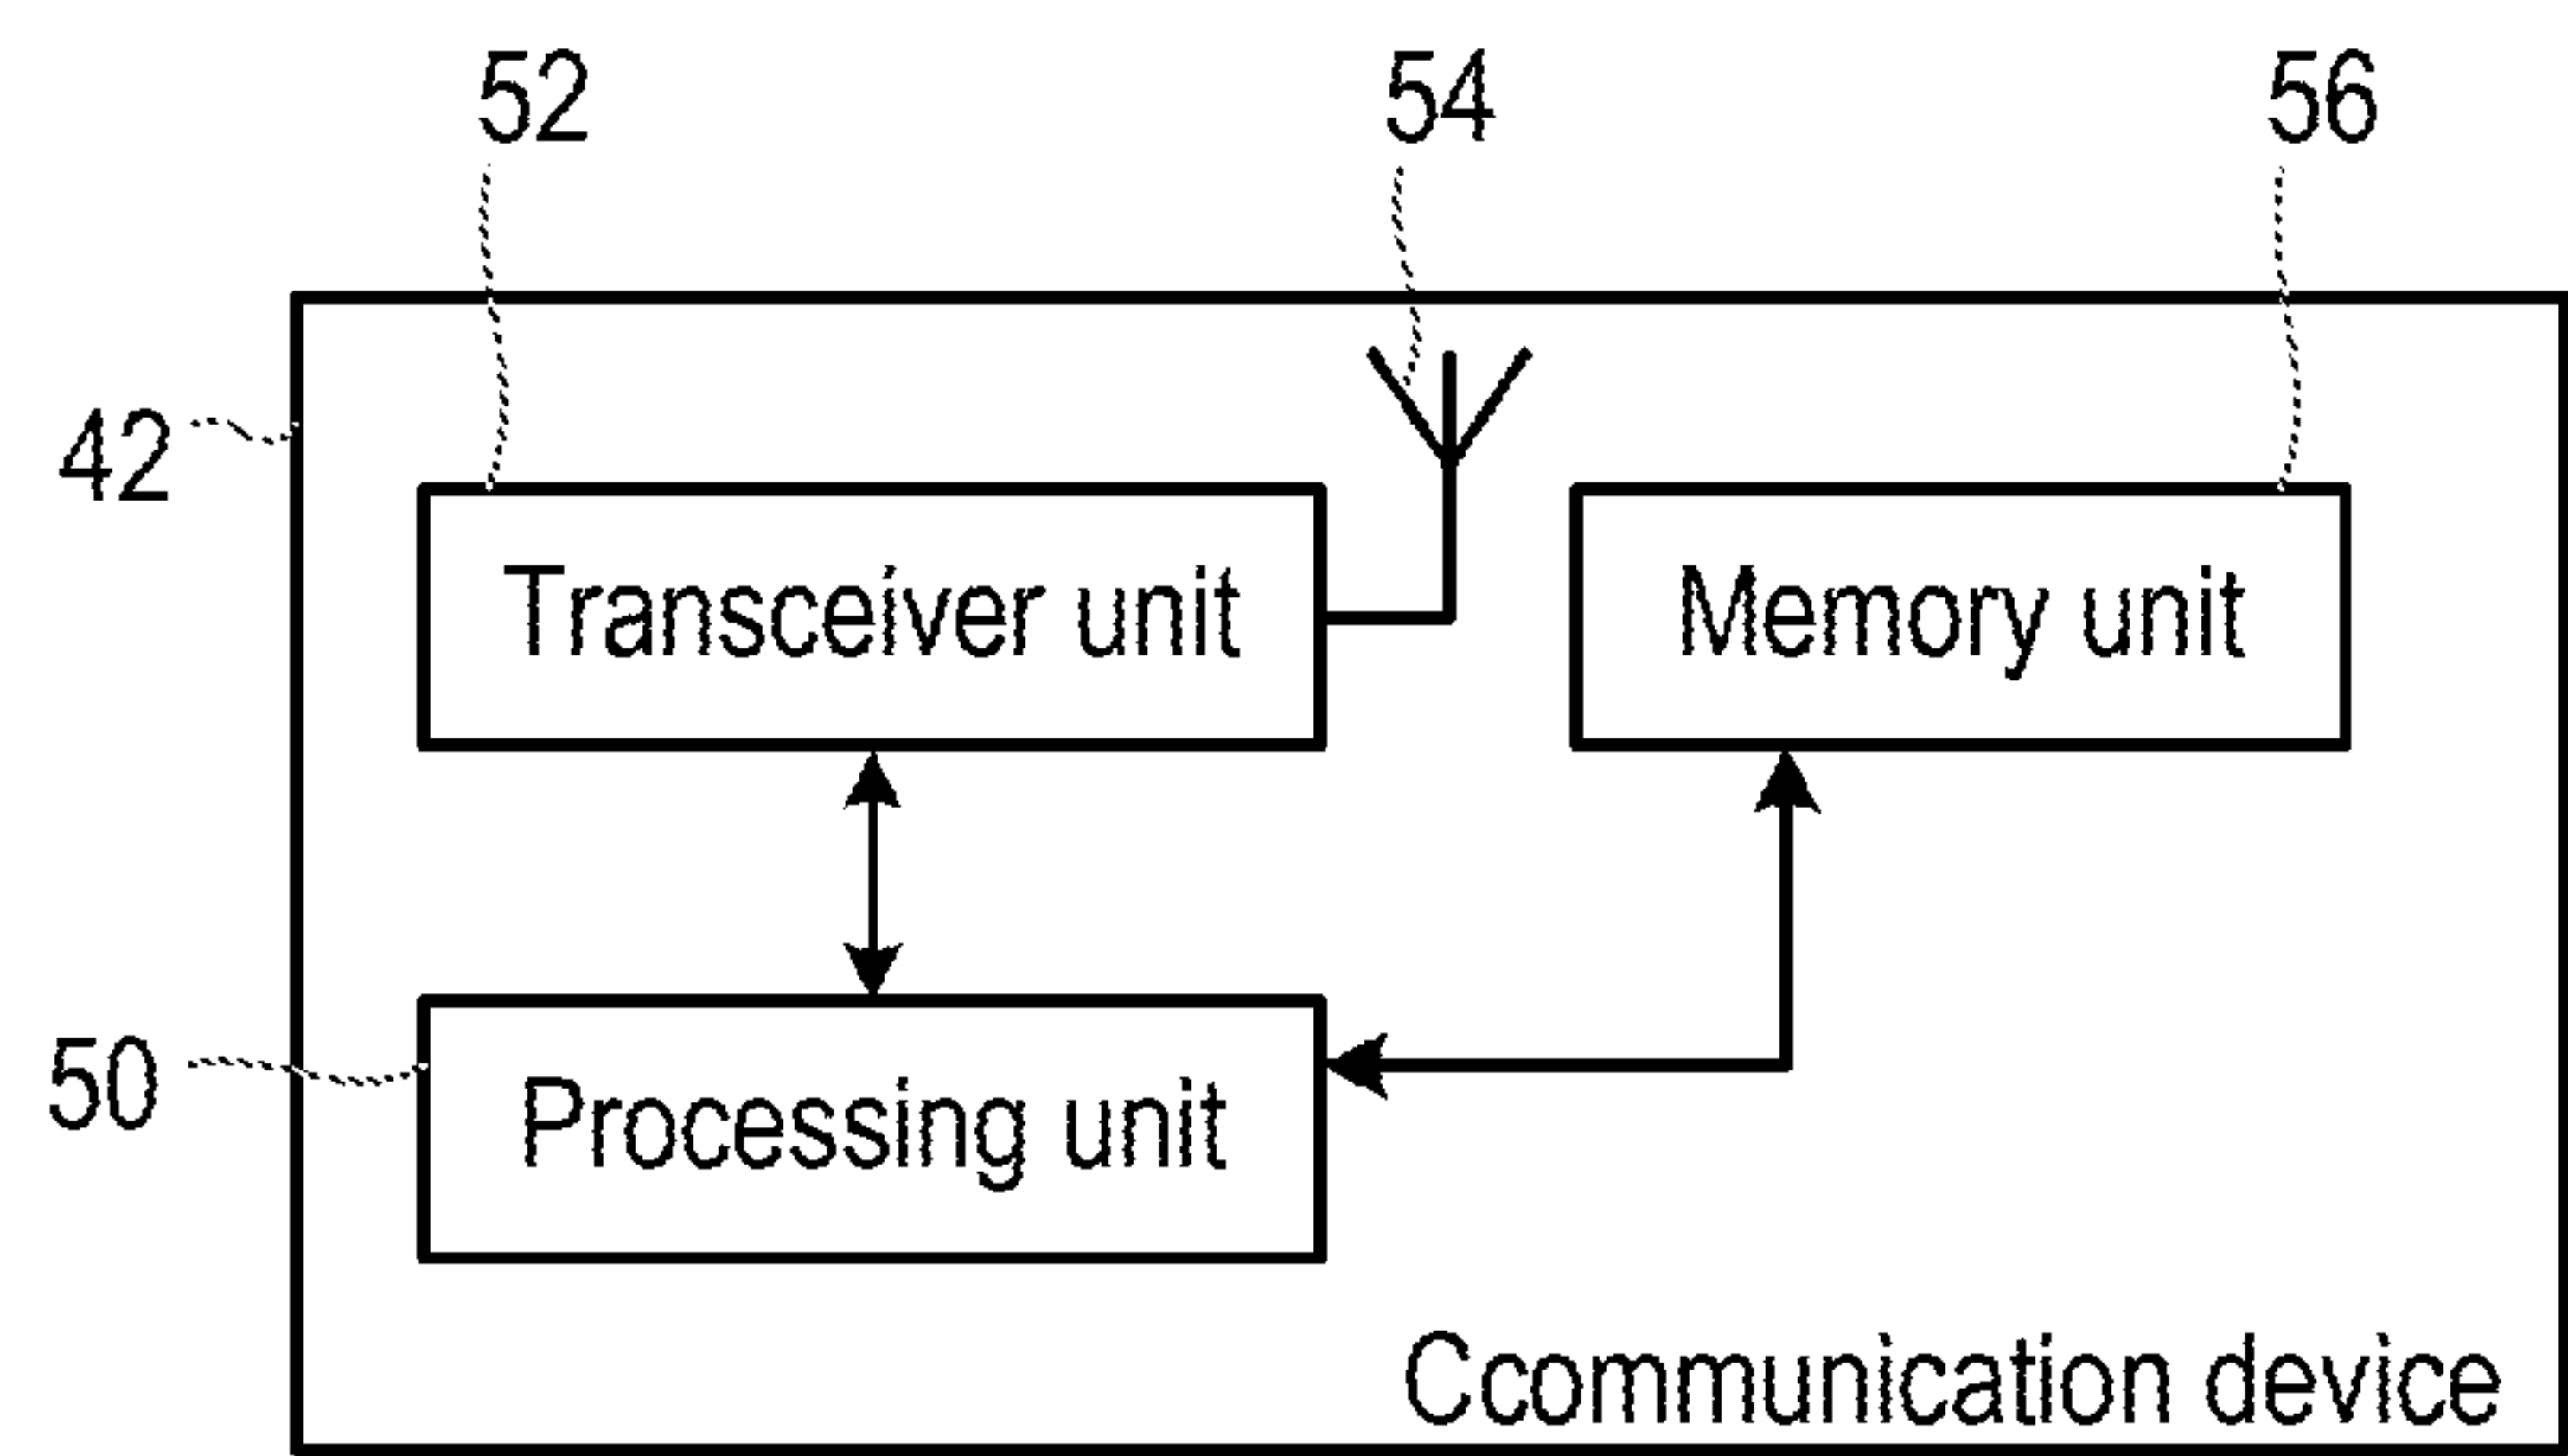 52
54
56
42
Transceiver unit
Memory unit
50
Processing unit
Ccommunication device